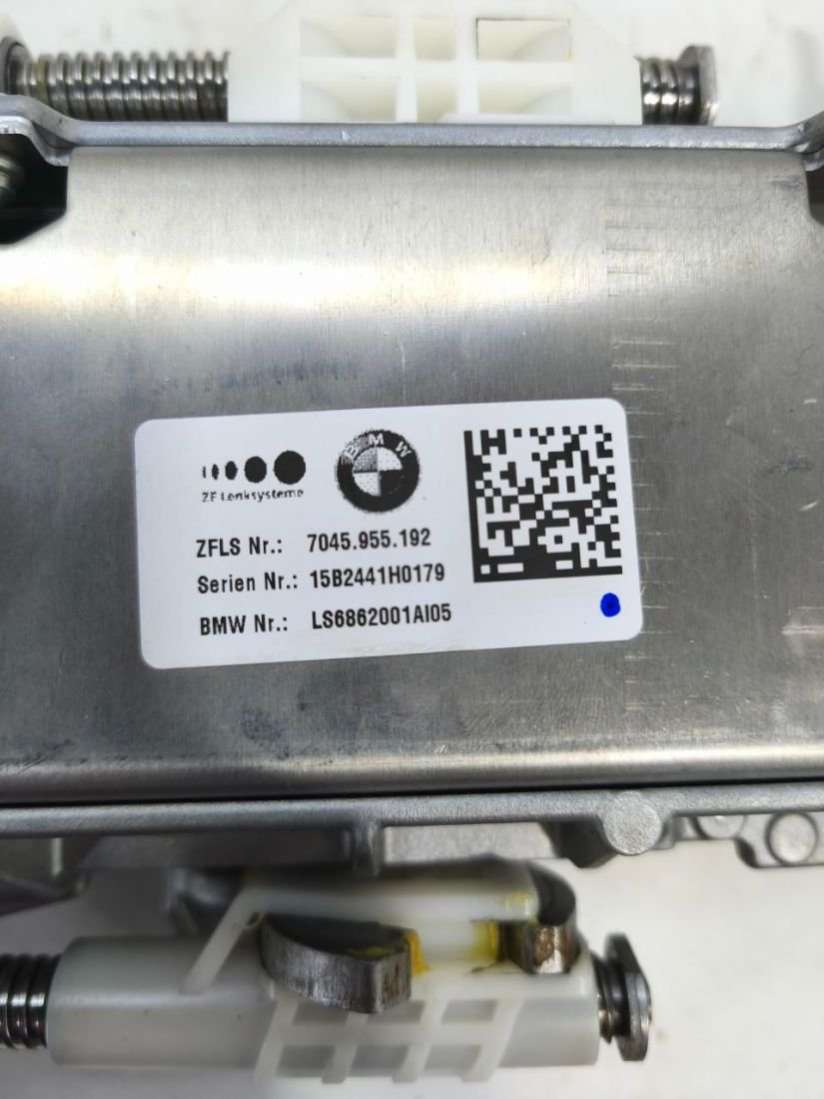 BMW
ZF Lenksysteme
ZFLS Nr.: 7045.955.192
Serien Nr.: 15B2441H0179
BMW Nr.: LS6862001AI05